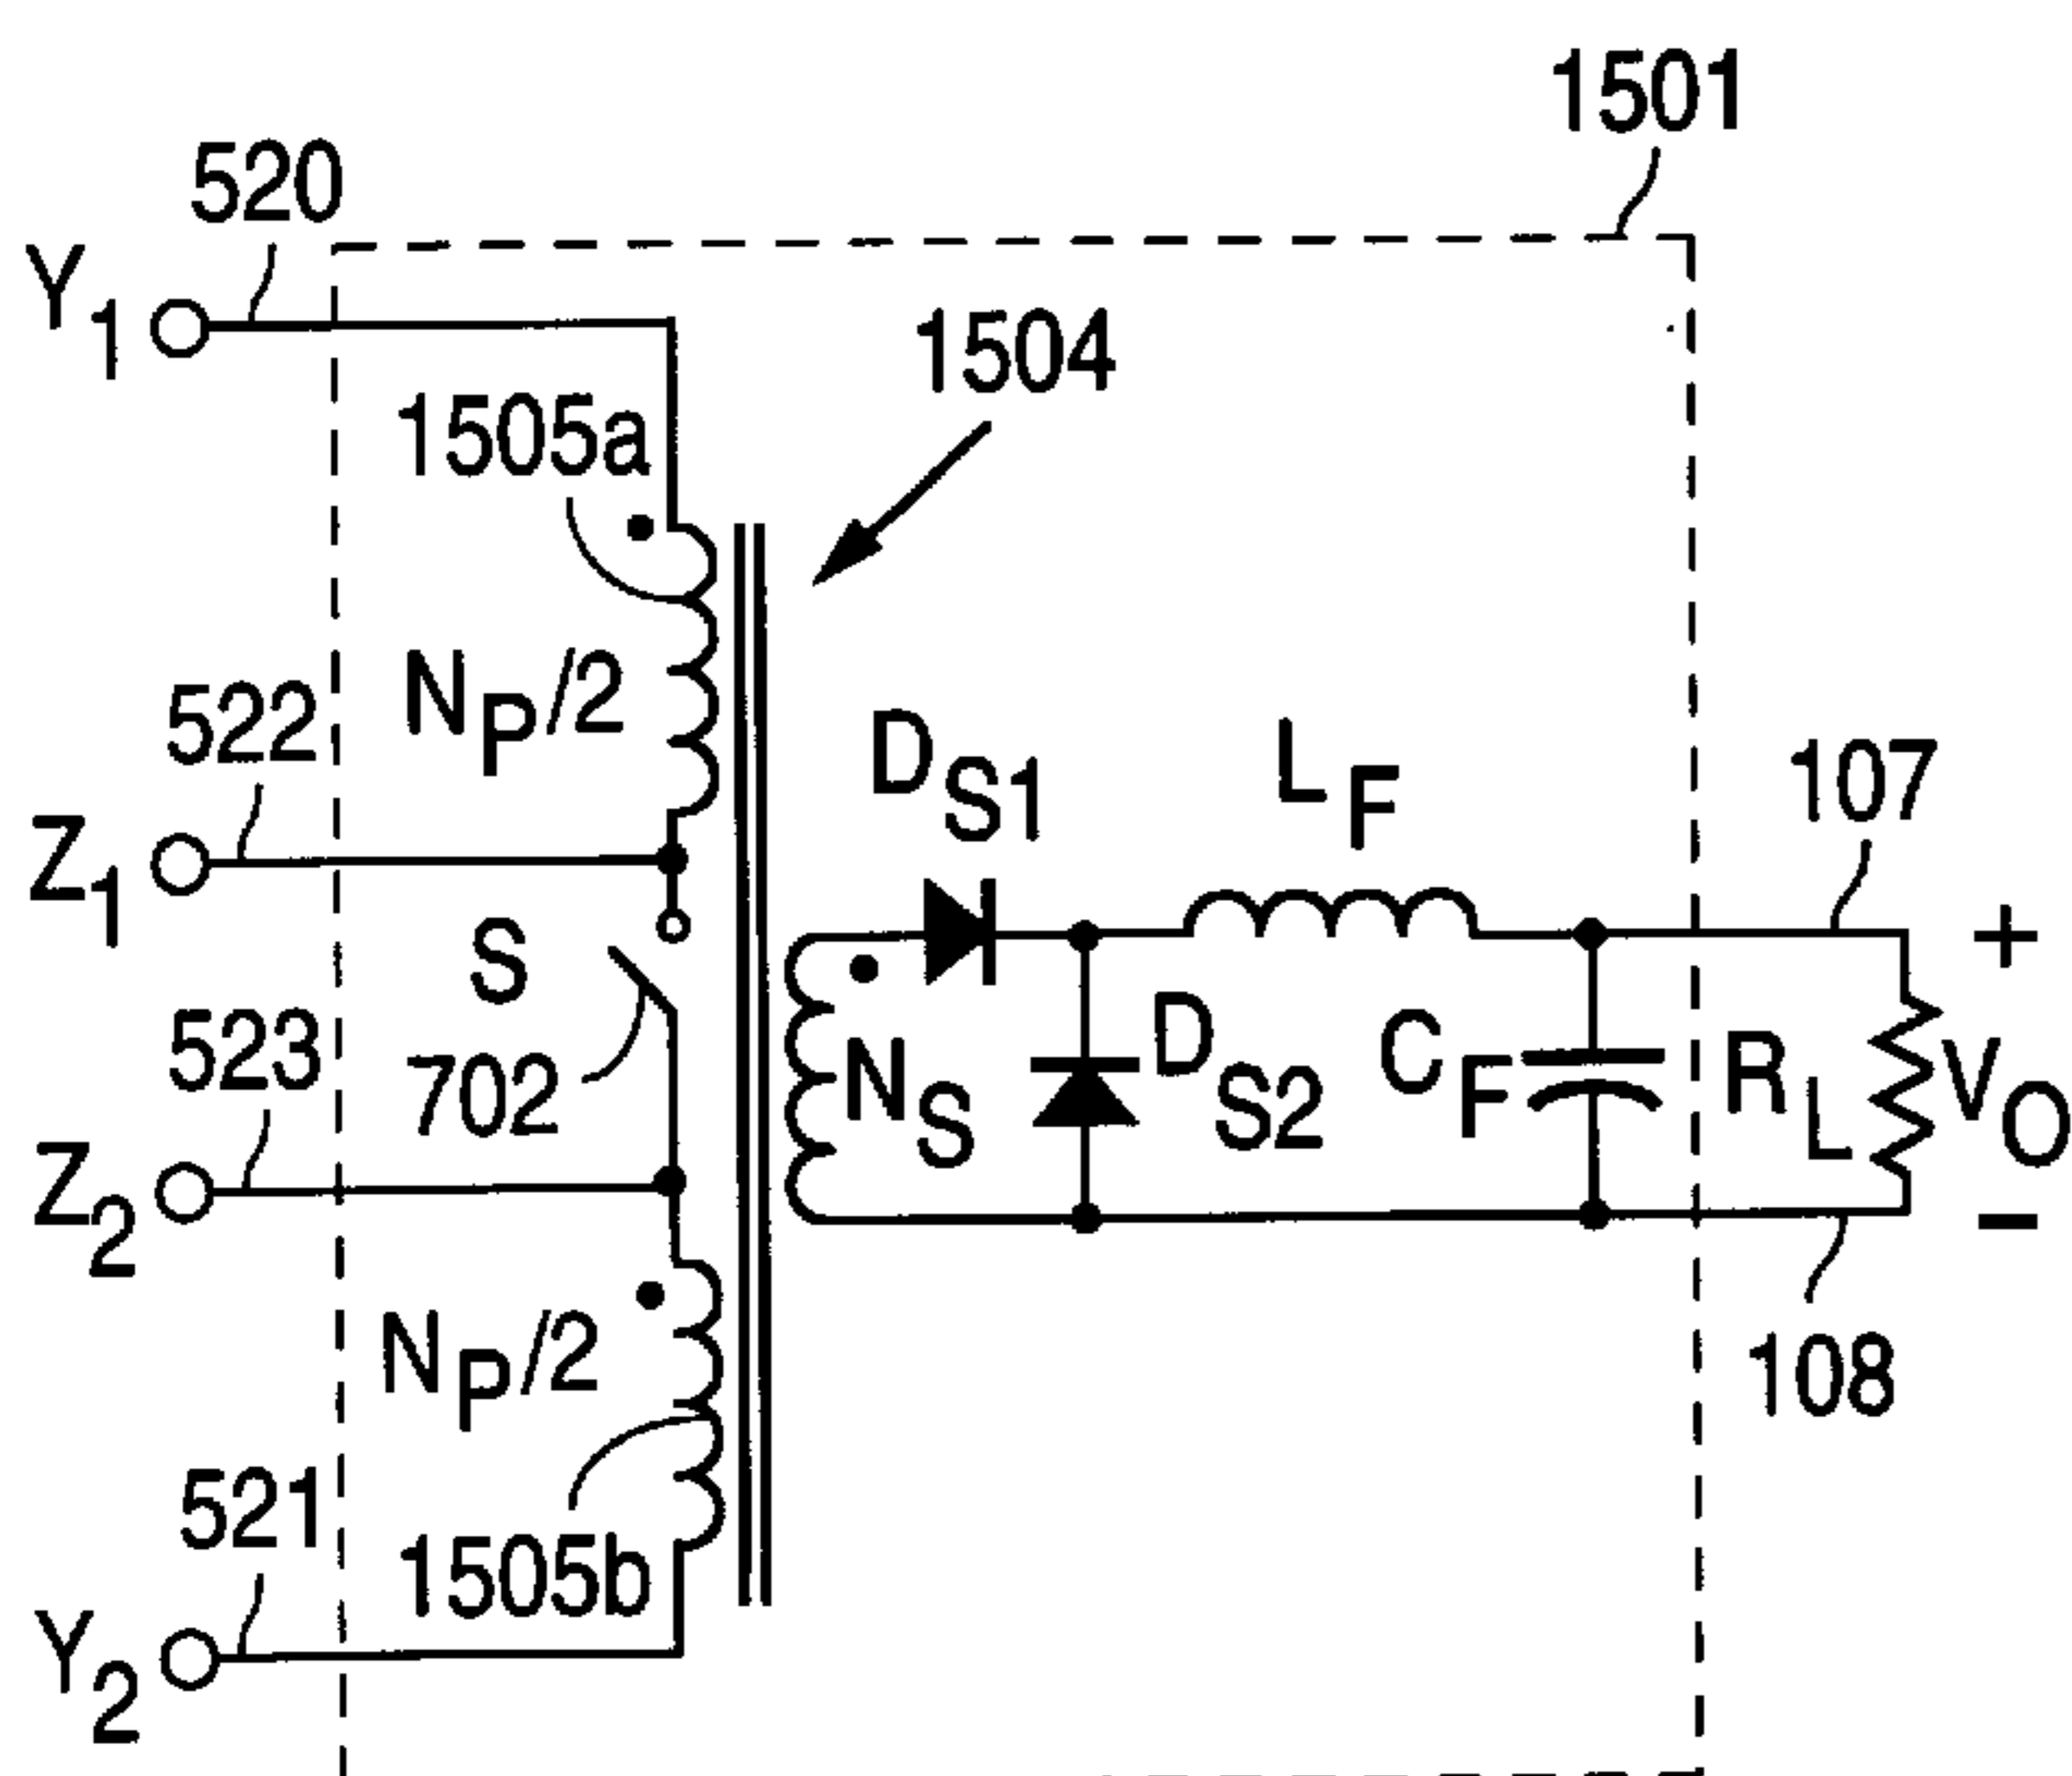 1501
520
Y1
1504
1505a
NP/2
522
DS1
LF
107
Z1
+
S
523
702
NS
DS2
CF
RL
VO
Z2
−
NP/2
108
521
1505b
Y2